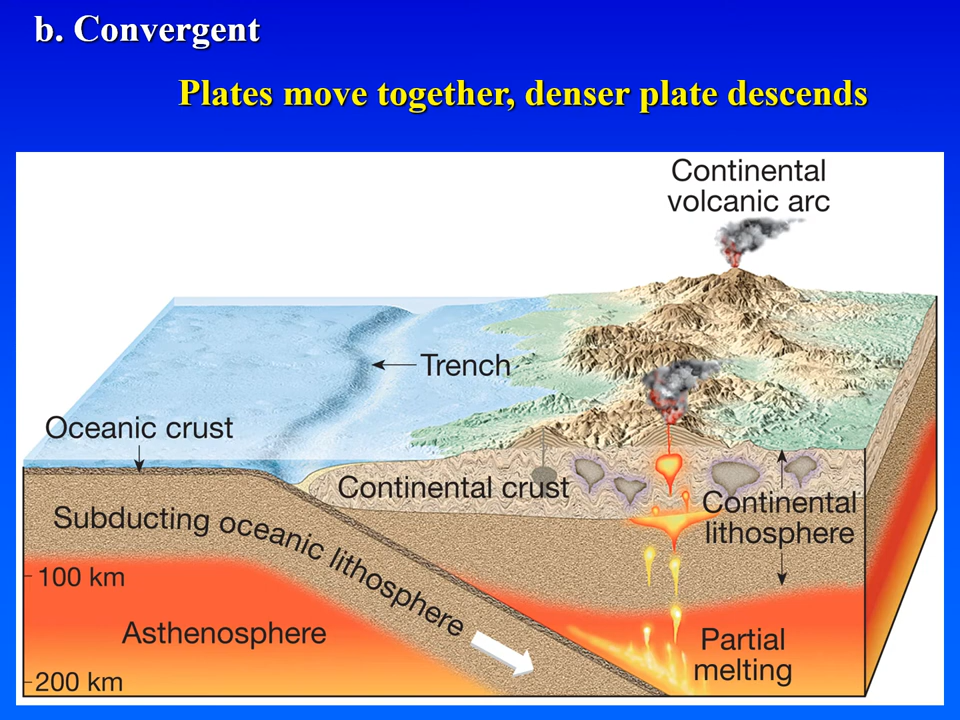 b. Convergent
Plates move together, denser plate descends
Continental
volcanic arc
Trench
Oceanic crust
Continental crust
Continental
lithosphere
Subducting oceanic lithosphere
100 km
Asthenosphere
Partial
melting
200 km